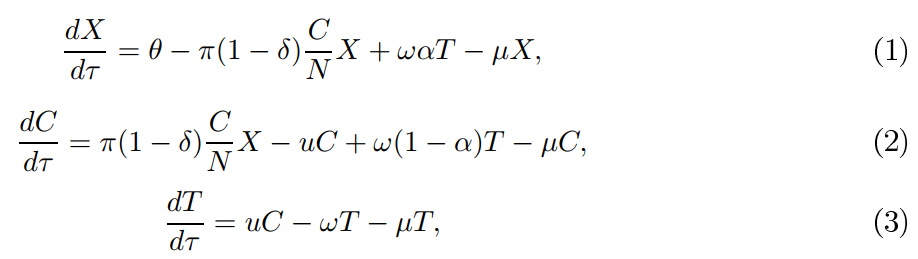 dX/dτ = θ − π(1 − δ) C/N X + ωαT − μX, (1)
dC/dτ = π(1 − δ) C/N X − uC + ω(1 − α)T − μC, (2)
dT/dτ = uC − ωT − μT, (3)